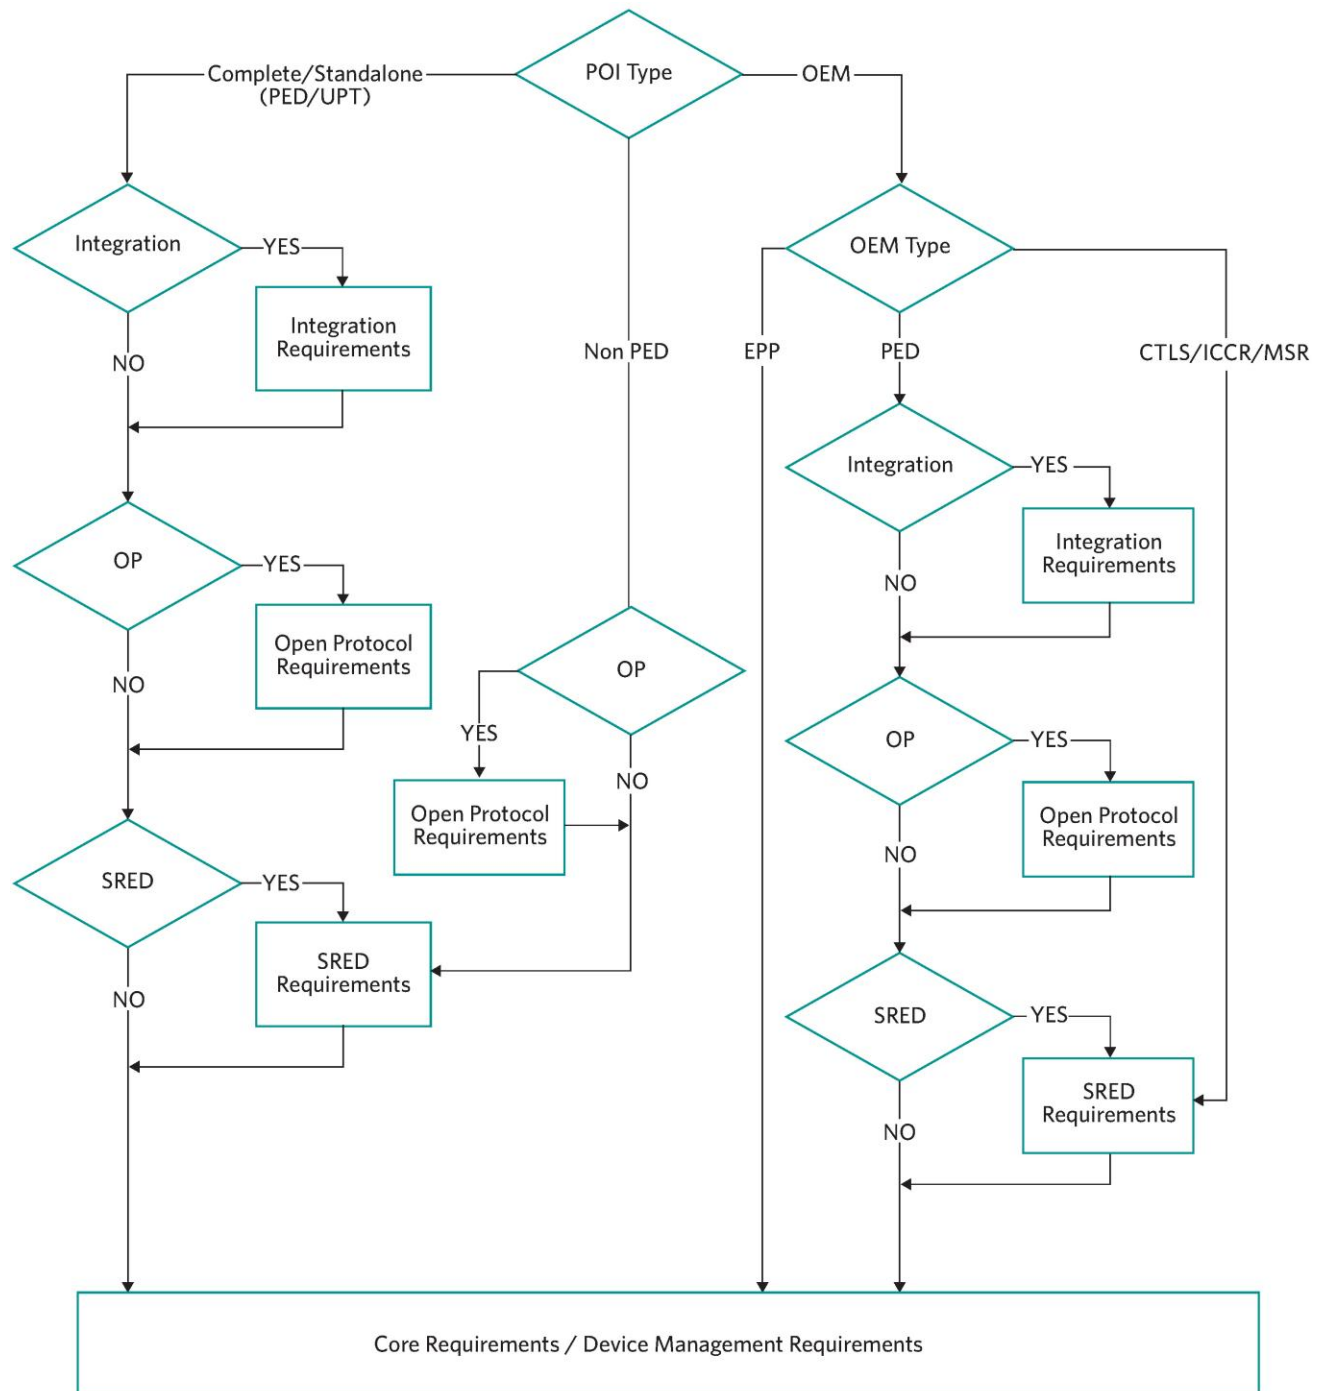 POI Type
Complete/Standalone
(PED/UPT)
OEM
Integration
YES
Integration
Requirements
NO
OEM Type
Non PED
EPP
PED
CTLS/ICCR/MSR
Integration
YES
Integration
Requirements
NO
OP
YES
Open Protocol
Requirements
NO
OP
YES
NO
Open Protocol
Requirements
OP
YES
Open Protocol
Requirements
NO
SRED
YES
SRED
Requirements
NO
SRED
YES
SRED
Requirements
NO
Core Requirements / Device Management Requirements